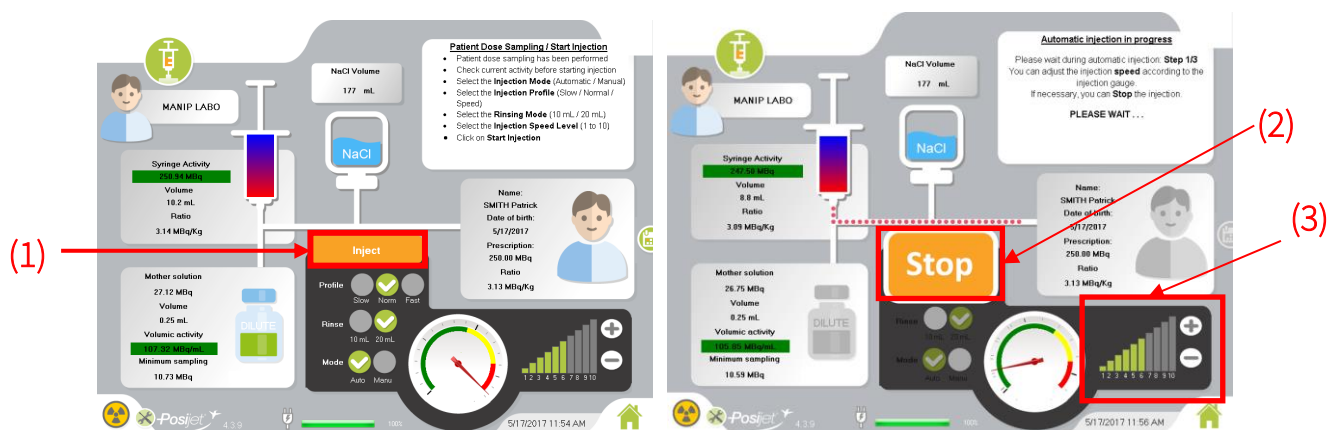 (1)
E
MANIP LABO
NaCl Volume
177 mL
Patient Dose Sampling / Start Injection
• Patient dose sampling has been performed
• Check current activity before starting injection
• Select the Injection Mode (Automatic / Manual)
• Select the Injection Profile (Slow / Normal /
Speed)
• Select the Rinsing Mode (10 mL / 20 mL)
• Select the Injection Speed Level (1 to 10)
• Click on Start Injection
NaCl
Syringe Activity
250.94 MBq
Volume
10.2 mL
Ratio
3.14 MBq/Kg
Name:
SMITH Patrick
Date of birth:
5/17/2017
Prescription:
250.00 MBq
Ratio
3.13 MBq/Kg
Inject
Mother solution
27.12 MBq
Volume
0.25 mL
Volumic activity
107.32 MBq/mL
Minimum sampling
10.73 MBq
DILUTE
Profile
Slow Norm Fast
Rinse
10 mL 20 mL
Mode
Auto Manu
1 2 3 4 5 6 7 8 9 10
Posijet
4.3.9
100%
5/17/2017 11:54 AM
E
MANIP LABO
NaCl Volume
177 mL
Automatic injection in progress
Please wait during automatic injection: Step 1/3
You can adjust the injection speed according to the
injection gauge.
If necessary, you can Stop the injection.
PLEASE WAIT . . .
(2)
(3)
NaCl
Syringe Activity
247.50 MBq
Volume
8.8 mL
Ratio
3.09 MBq/Kg
Name:
SMITH Patrick
Date of birth:
5/17/2017
Prescription:
250.00 MBq
Ratio
3.13 MBq/Kg
Stop
Mother solution
26.75 MBq
Volume
0.25 mL
Volumic activity
105.85 MBq/mL
Minimum sampling
10.59 MBq
DILUTE
Rinse
10 mL 20 mL
Mode
Auto Manu
1 2 3 4 5 6 7 8 9 10
Posijet
4.3.9
100%
5/17/2017 11:56 AM